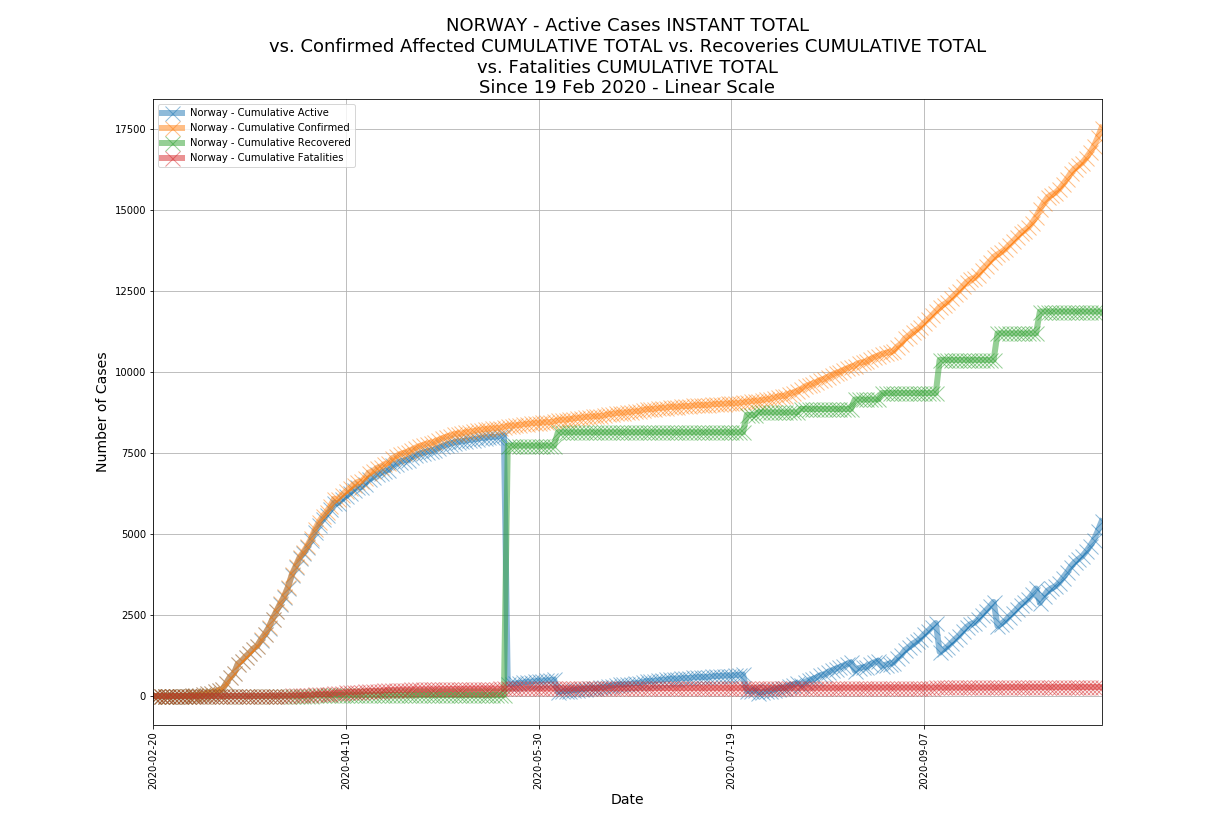 NORWAY - Active Cases INSTANT TOTAL
vs. Confirmed Affected CUMULATIVE TOTAL vs. Recoveries CUMULATIVE TOTAL
vs. Fatalities CUMULATIVE TOTAL
Since 19 Feb 2020 - Linear Scale
Norway - Cumulative Active
Norway - Cumulative Confirmed
Norway - Cumulative Recovered
Norway - Cumulative Fatalities
17500
15000
12500
10000
7500
5000
2500
0
Number of Cases
2020-02-20
2020-04-10
2020-05-30
2020-07-19
2020-09-07
Date